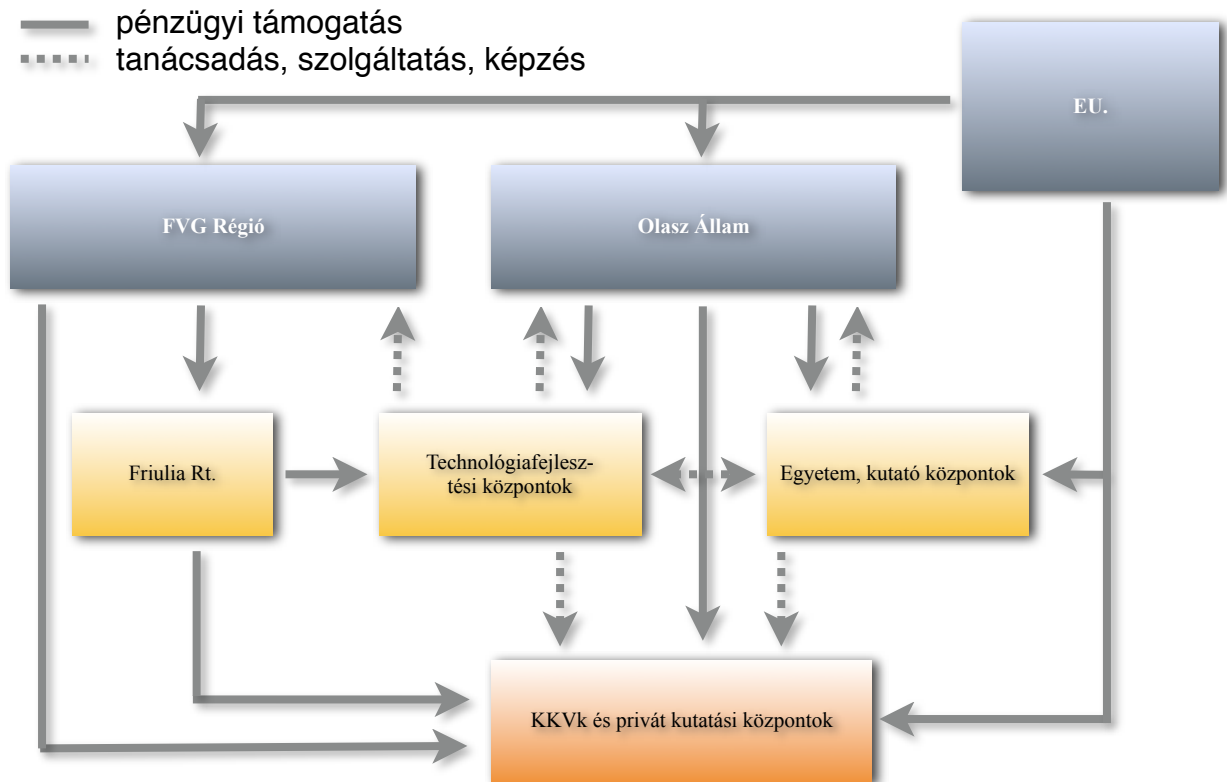 pénzügyi támogatás
tanácsadás, szolgáltatás, képzés
EU.
FVG Régió
Olasz Állam
Friulia Rt.
Technológiafejlesz-
tési központok
Egyetem, kutató központok
KKVk és privát kutatási központok